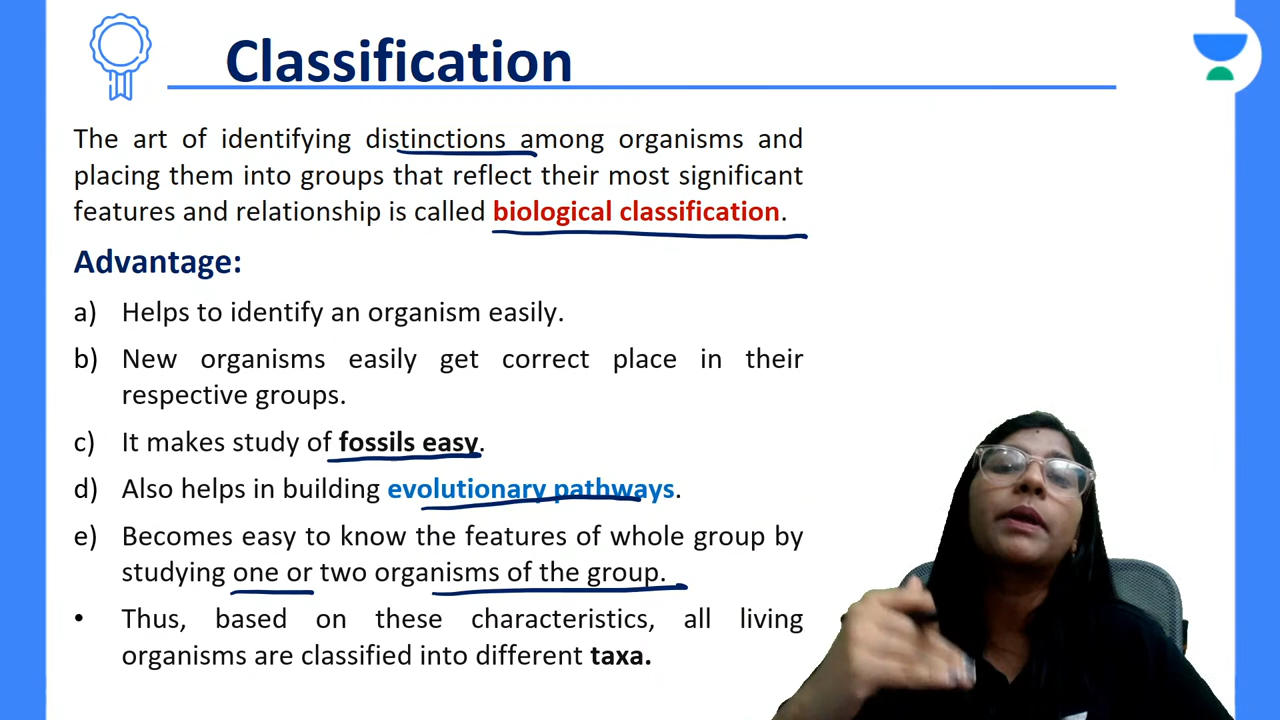 Classification
The art of identifying distinctions among organisms and
placing them into groups that reflect their most significant
features and relationship is called biological classification.
Advantage:
a) Helps to identify an organism easily.
b) New organisms easily get correct place in their
respective groups.
c) It makes study of fossils easy.
d) Also helps in building evolutionary pathways.
e) Becomes easy to know the features of whole group by
studying one or two organisms of the group.
• Thus, based on these characteristics, all living
organisms are classified into different taxa.